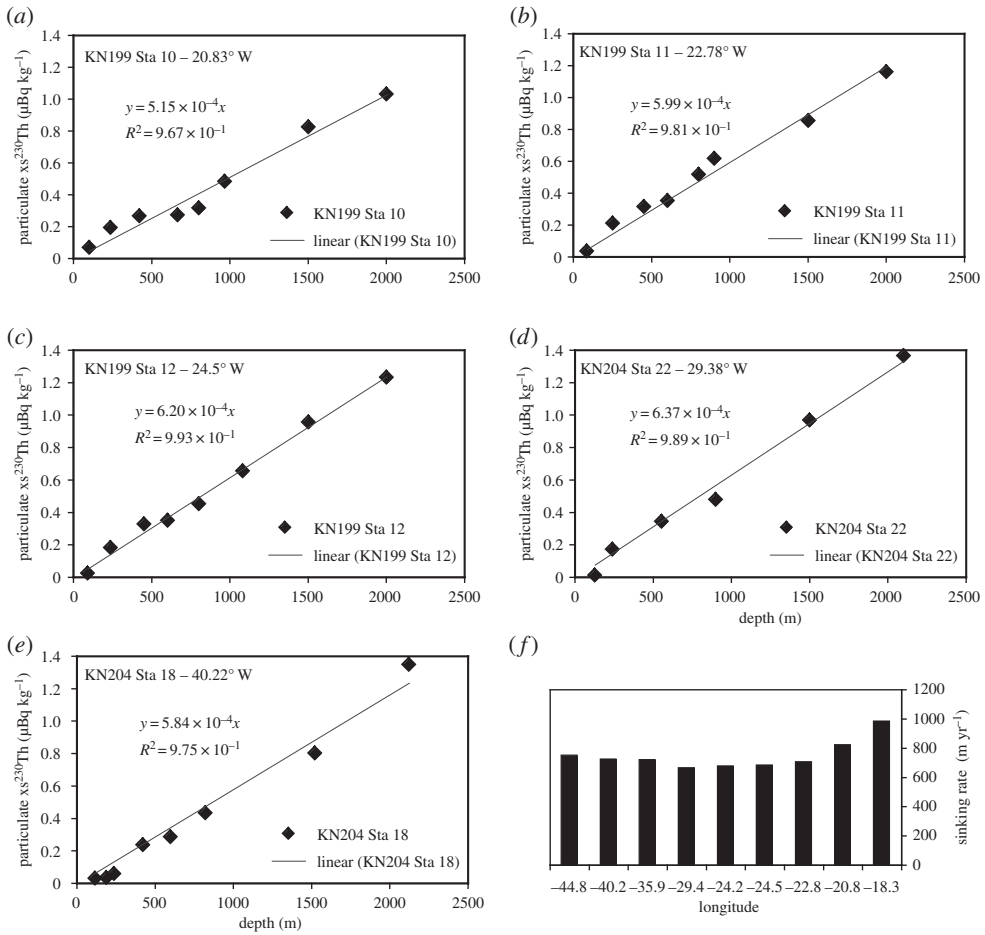 (a)
KN199 Sta 10 – 20.83° W
y = 5.15 × 10⁻⁴x
R² = 9.67 × 10⁻¹
KN199 Sta 10
linear (KN199 Sta 10)
particulate xs²³⁰Th (µBq kg⁻¹)
1.4
1.2
1.0
0.8
0.6
0.4
0.2
0
0 500 1000 1500 2000 2500
(b)
KN199 Sta 11 – 22.78° W
y = 5.99 × 10⁻⁴x
R² = 9.81 × 10⁻¹
KN199 Sta 11
linear (KN199 Sta 11)
particulate xs²³⁰Th (µBq kg⁻¹)
1.4
1.2
1.0
0.8
0.6
0.4
0.2
0
0 500 1000 1500 2000 2500
(c)
KN199 Sta 12 – 24.5° W
y = 6.20 × 10⁻⁴x
R² = 9.93 × 10⁻¹
KN199 Sta 12
linear (KN199 Sta 12)
particulate xs²³⁰Th (µBq kg⁻¹)
1.4
1.2
1.0
0.8
0.6
0.4
0.2
0
0 500 1000 1500 2000 2500
(d)
KN204 Sta 22 – 29.38° W
y = 6.37 × 10⁻⁴x
R² = 9.89 × 10⁻¹
KN204 Sta 22
linear (KN204 Sta 22)
particulate xs²³⁰Th (µBq kg⁻¹)
1.4
1.2
1.0
0.8
0.6
0.4
0.2
0
0 500 1000 1500 2000 2500
depth (m)
(e)
KN204 Sta 18 – 40.22° W
y = 5.84 × 10⁻⁴x
R² = 9.75 × 10⁻¹
KN204 Sta 18
linear (KN204 Sta 18)
particulate xs²³⁰Th (µBq kg⁻¹)
1.4
1.2
1.0
0.8
0.6
0.4
0.2
0
0 500 1000 1500 2000 2500
depth (m)
(f)
1200
1000
800
600
400
200
0
sinking rate (m yr⁻¹)
–44.8 –40.2 –35.9 –29.4 –24.2 –24.5 –22.8 –20.8 –18.3
longitude